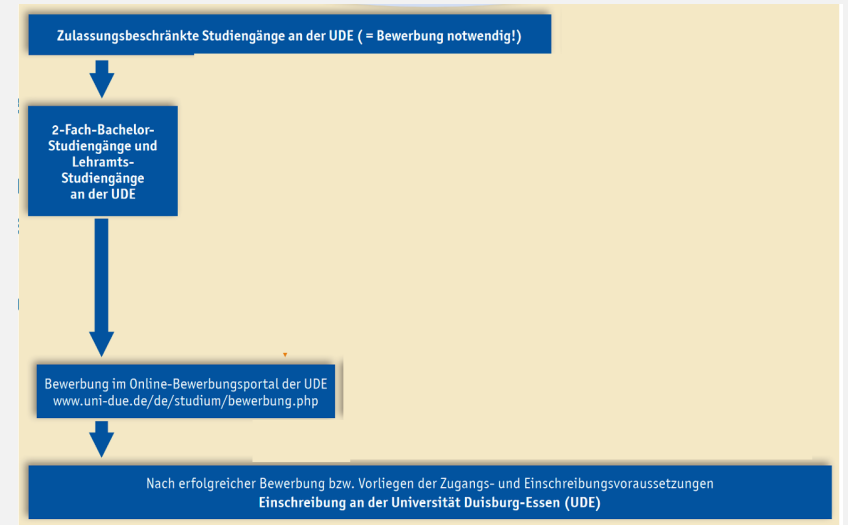 Zulassungsbeschränkte Studiengänge an der UDE ( = Bewerbung notwendig!)
2-Fach-Bachelor-
Studiengänge und
Lehramts-
Studiengänge
an der UDE
Bewerbung im Online-Bewerbungsportal der UDE
www.uni-due.de/de/studium/bewerbung.php
Nach erfolgreicher Bewerbung bzw. Vorliegen der Zugangs- und Einschreibungsvoraussetzungen
Einschreibung an der Universität Duisburg-Essen (UDE)